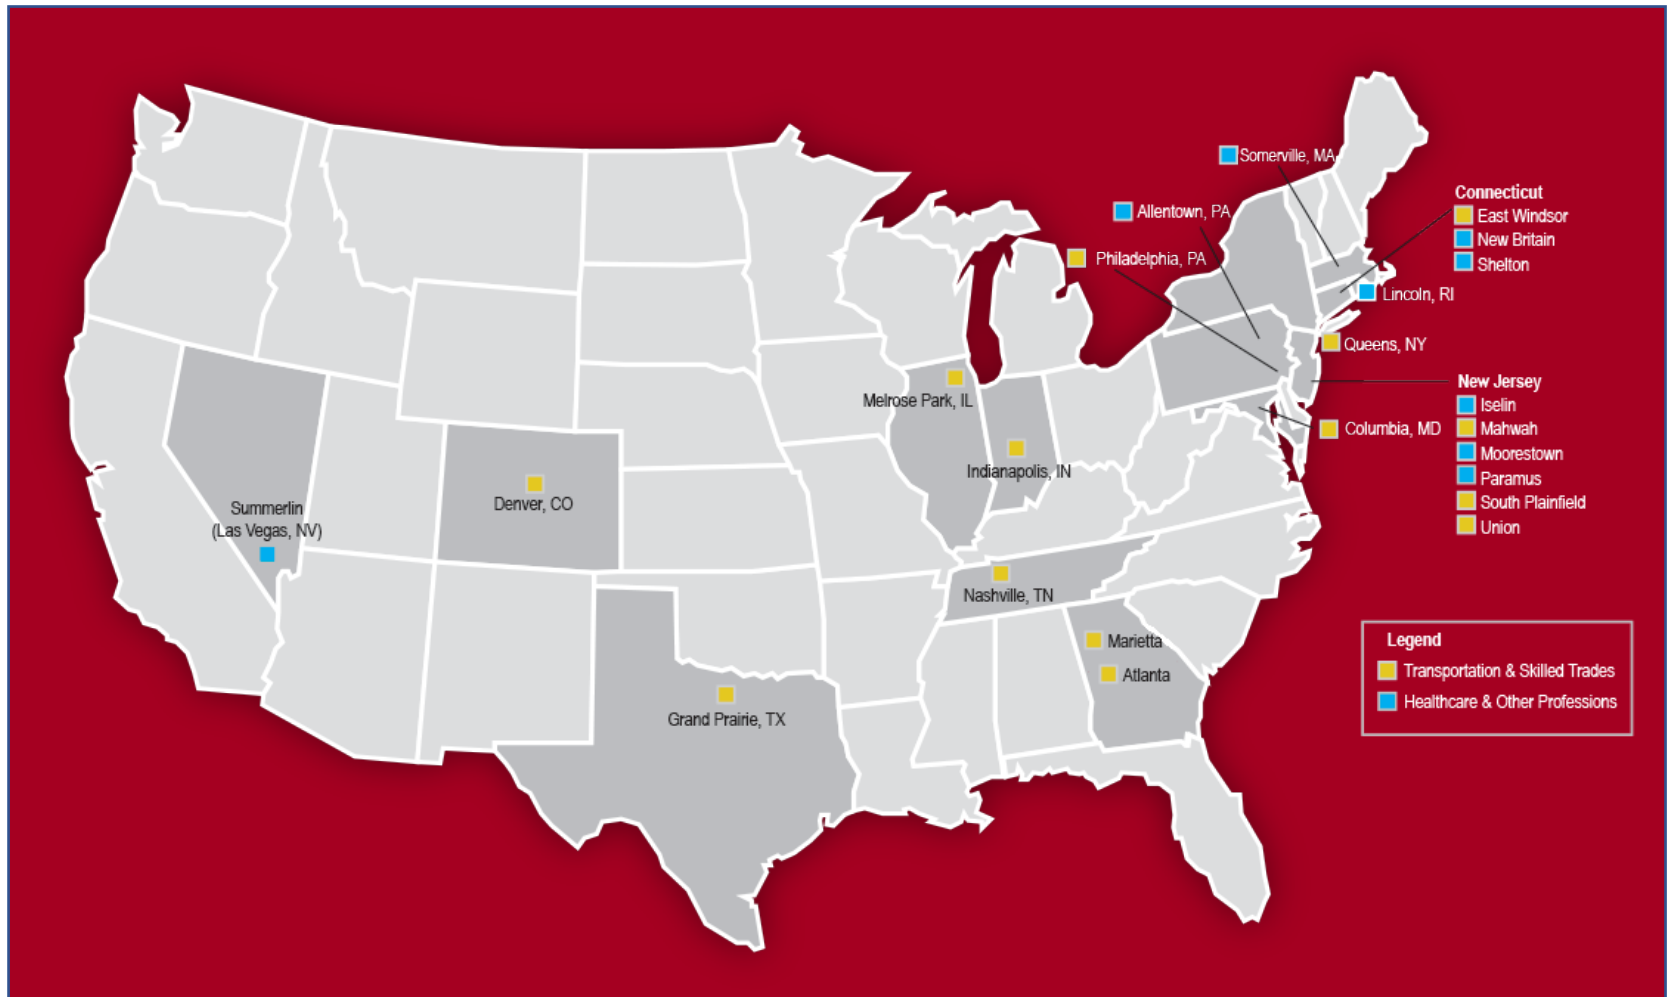 Somerville, MA
Allentown, PA
Philadelphia, PA
Connecticut
East Windsor
New Britain
Shelton
Lincoln, RI
Queens, NY
New Jersey
Iselin
Mahwah
Moorestown
Paramus
South Plainfield
Union
Columbia, MD
Melrose Park, IL
Indianapolis, IN
Denver, CO
Summerlin
(Las Vegas, NV)
Nashville, TN
Marietta
Atlanta
Grand Prairie, TX
Legend
Transportation & Skilled Trades
Healthcare & Other Professions